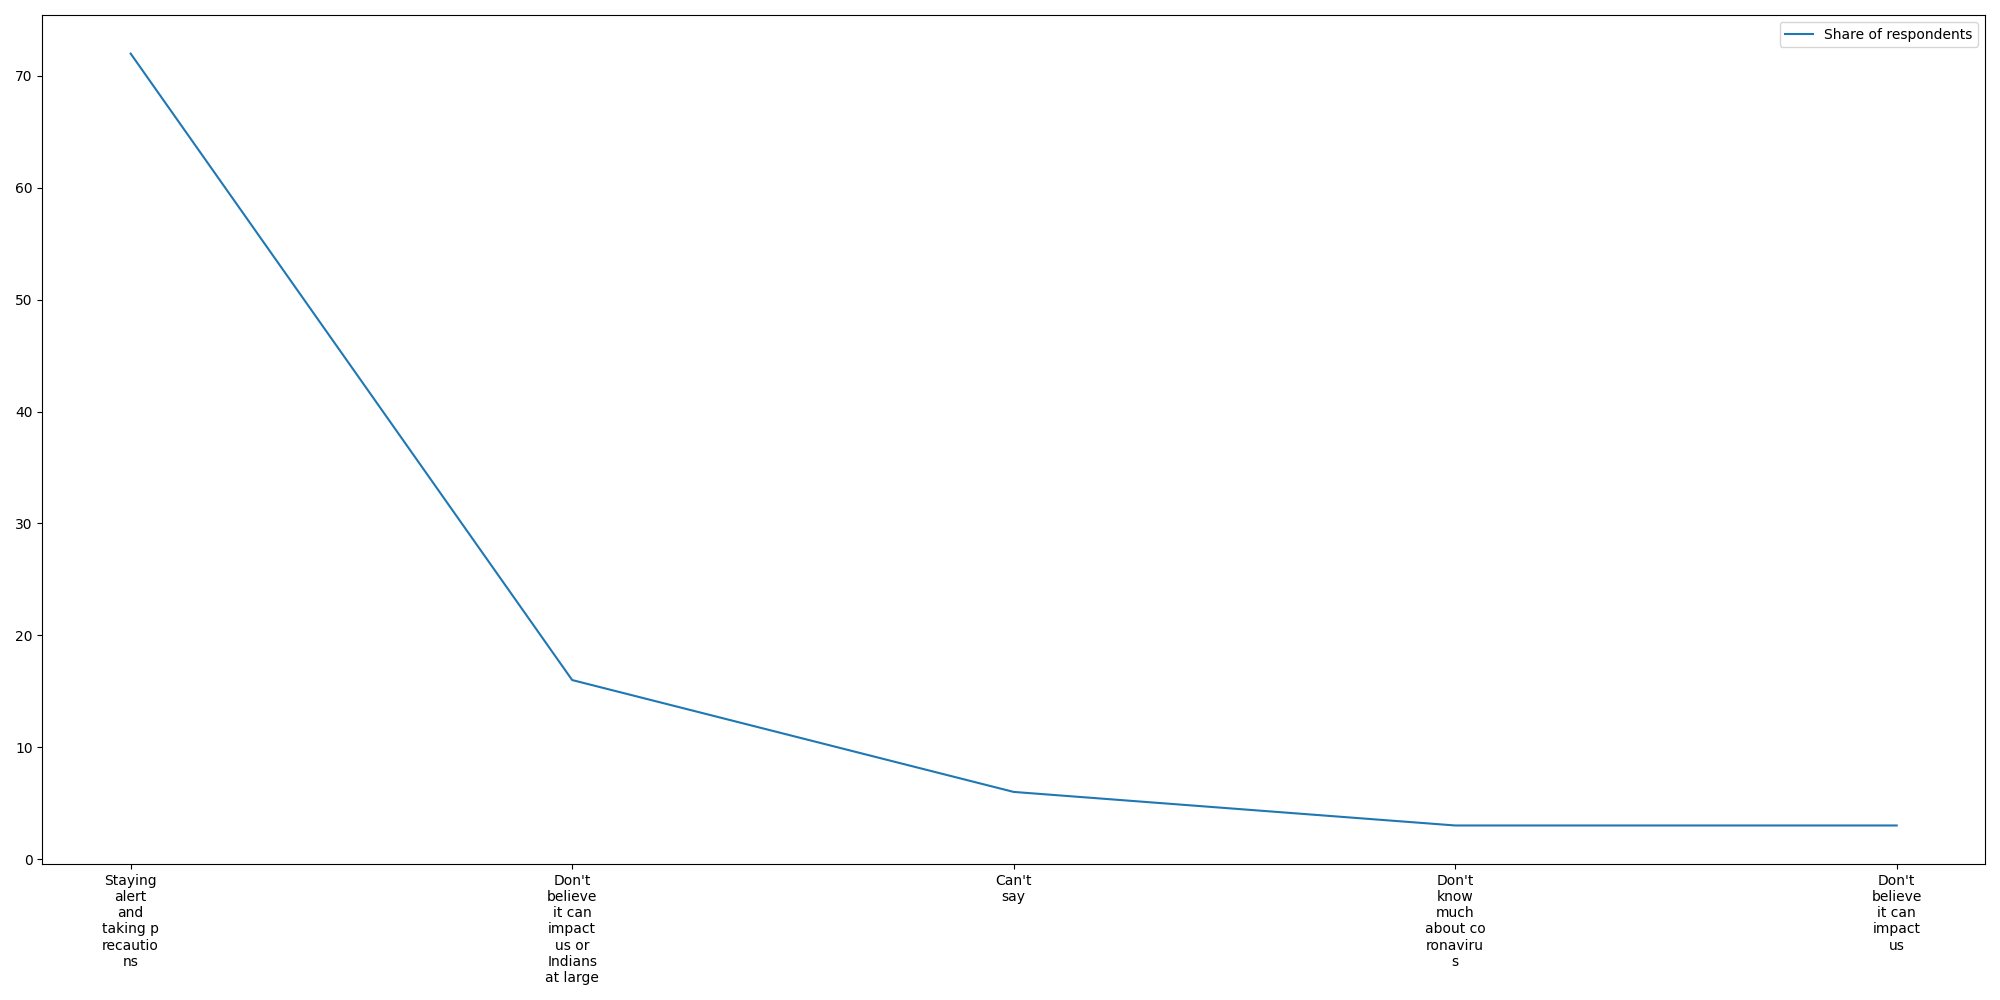 Share of respondents
70
60
50
40
30
20
10
0
Staying
alert
and
taking p
recautio
ns
Don't
believe
it can
impact
us or
Indians
at large
Can't
say
Don't
know
much
about co
ronaviru
s
Don't
believe
it can
impact
us